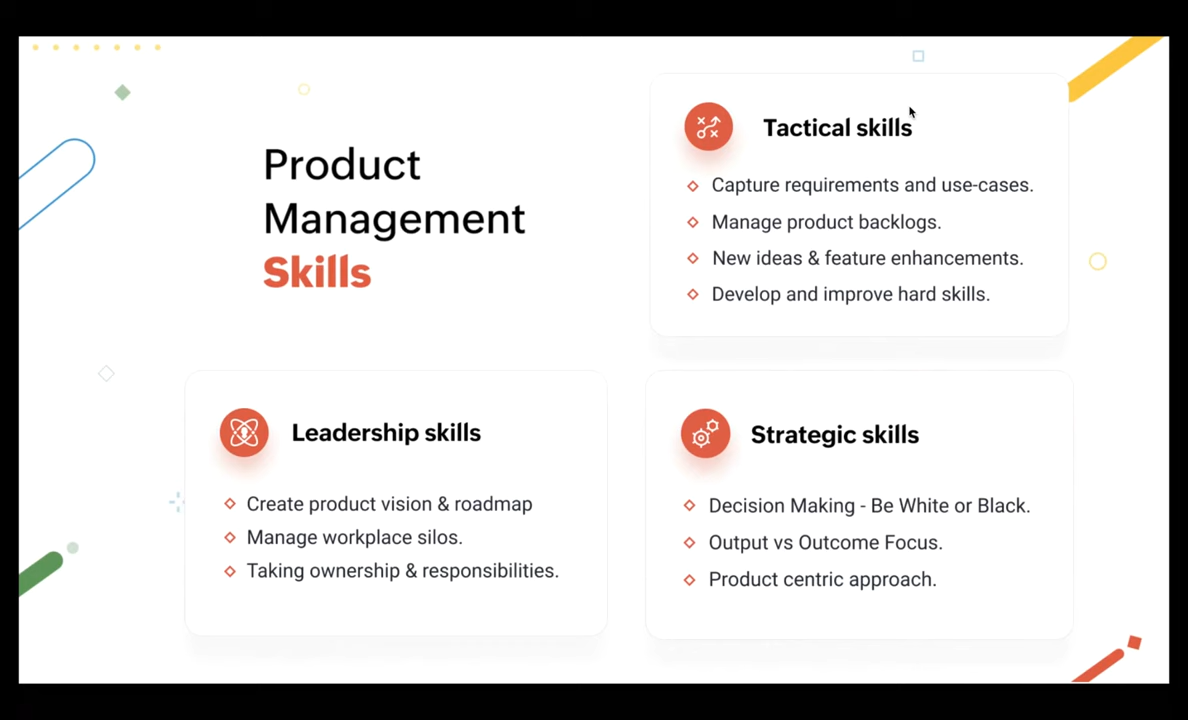 Product
Management
Skills
Tactical skills
Capture requirements and use-cases.
Manage product backlogs.
New ideas & feature enhancements.
Develop and improve hard skills.
Leadership skills
Create product vision & roadmap
Manage workplace silos.
Taking ownership & responsibilities.
Strategic skills
Decision Making - Be White or Black.
Output vs Outcome Focus.
Product centric approach.